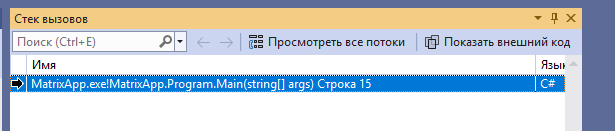 Стек вызовов
Поиск (Ctrl+E) Просмотреть все потоки Показать внешний код
Имя Язык
MatrixApp.exe!MatrixApp.Program.Main(string[] args) Строка 15 C#